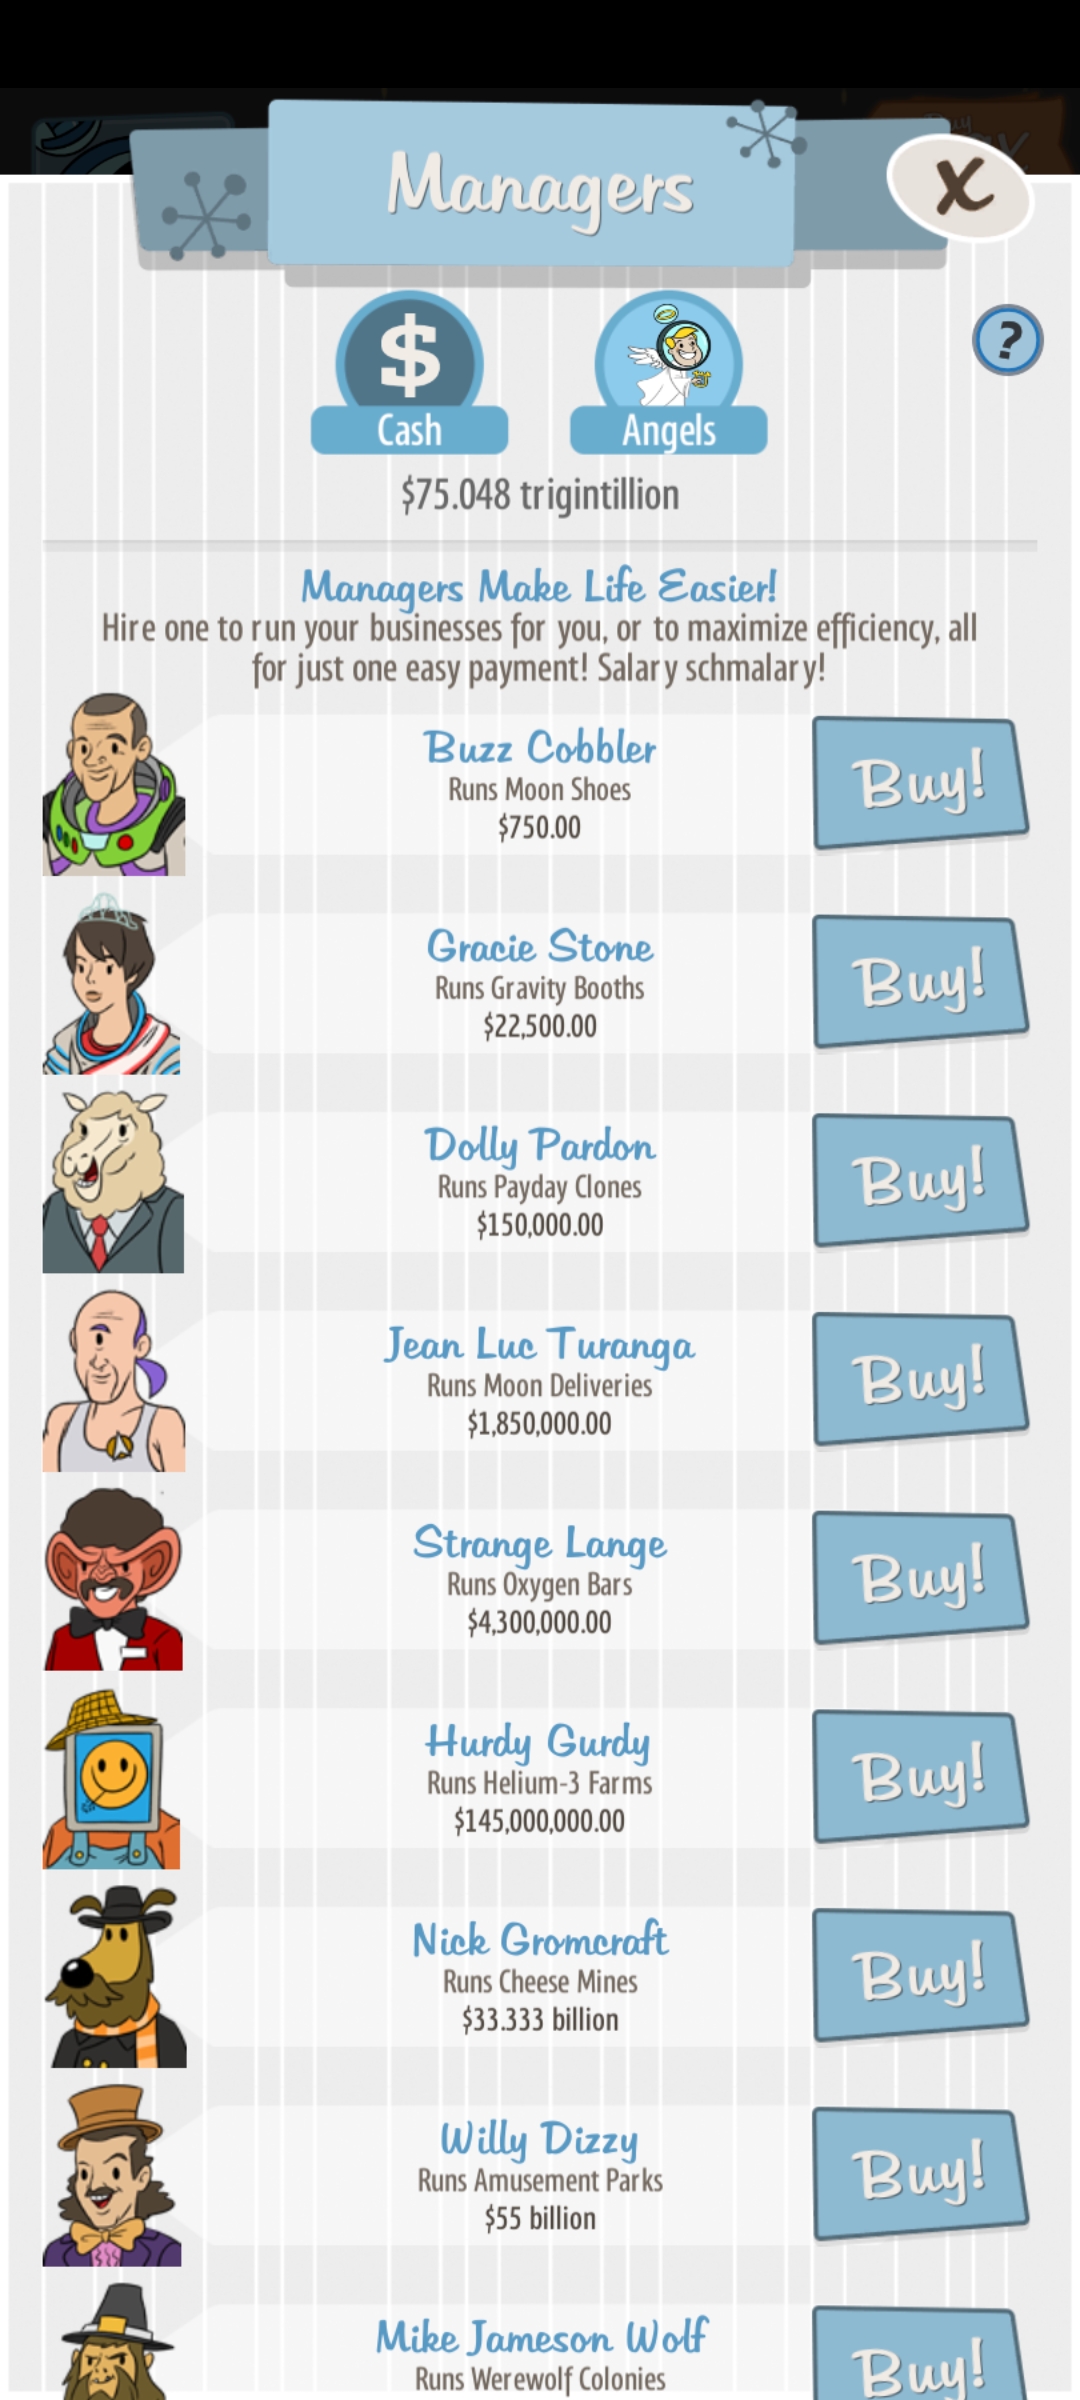 Managers
X
$
?
Cash
Angels
$75.048 trigintillion
Managers Make Life Easier!
Hire one to run your businesses for you, or to maximize efficiency, all
for just one easy payment! Salary schmalary!
Buzz Cobbler
Runs Moon Shoes
$750.00
Buy!
Gracie Stone
Runs Gravity Booths
$22,500.00
Buy!
Dolly Pardon
Runs Payday Clones
$150,000.00
Buy!
Jean Luc Turanga
Runs Moon Deliveries
$1,850,000.00
Buy!
Strange Lange
Runs Oxygen Bars
$4,300,000.00
Buy!
Hurdy Gurdy
Runs Helium-3 Farms
$145,000,000.00
Buy!
Nick Gromcraft
Runs Cheese Mines
$33.333 billion
Buy!
Willy Dizzy
Runs Amusement Parks
$55 billion
Buy!
Mike Jameson Wolf
Runs Werewolf Colonies
Buy!